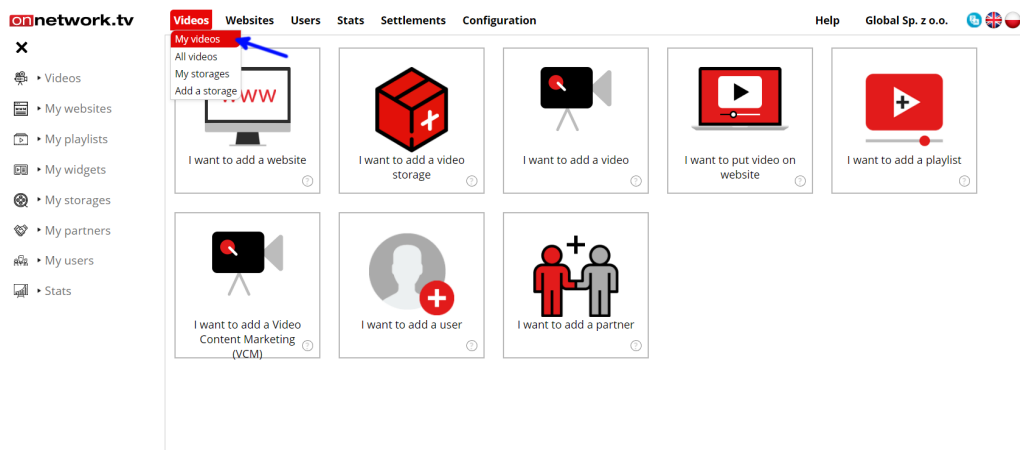 onnetwork.tv
Videos Websites Users Stats Settlements Configuration Help Global Sp. z o.o.
My videos
All videos
My storages
Add a storage
Videos
My websites
My playlists
My widgets
My storages
My partners
My users
Stats
WWW
I want to add a website
?
I want to add a video
storage
?
I want to add a video
?
I want to put video on
website
?
I want to add a playlist
?
I want to add a Video
Content Marketing
(VCM)
?
I want to add a user
?
I want to add a partner
?